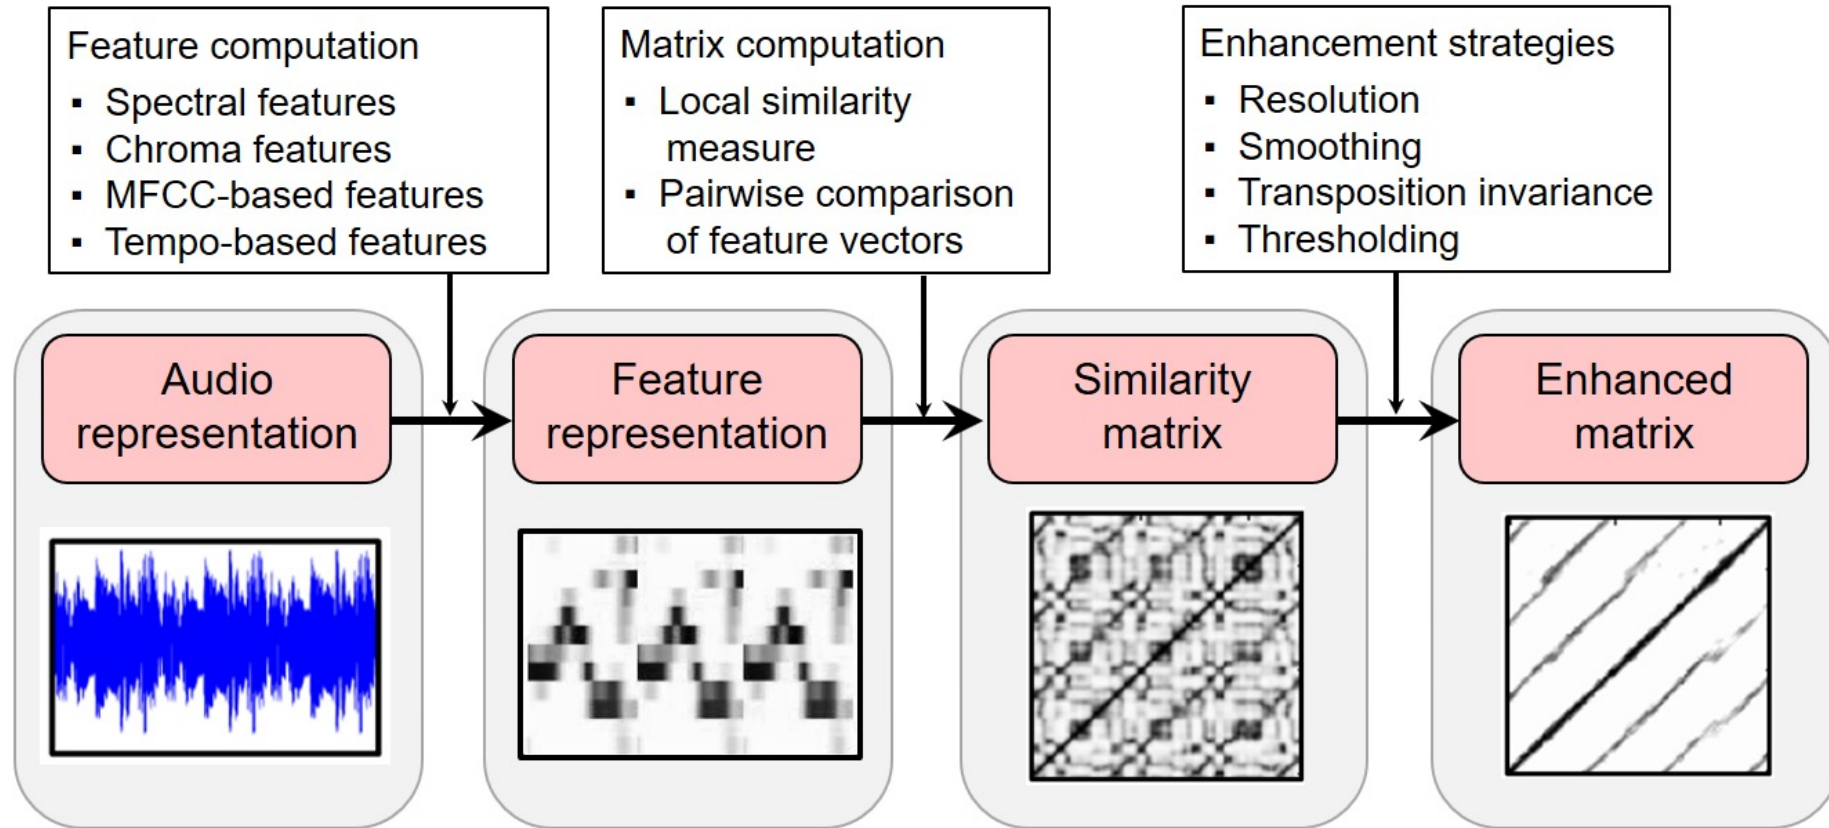 Feature computation
▪ Spectral features
▪ Chroma features
▪ MFCC-based features
▪ Tempo-based features
Matrix computation
▪ Local similarity
measure
▪ Pairwise comparison
of feature vectors
Enhancement strategies
▪ Resolution
▪ Smoothing
▪ Transposition invariance
▪ Thresholding
Audio
representation
Feature
representation
Similarity
matrix
Enhanced
matrix